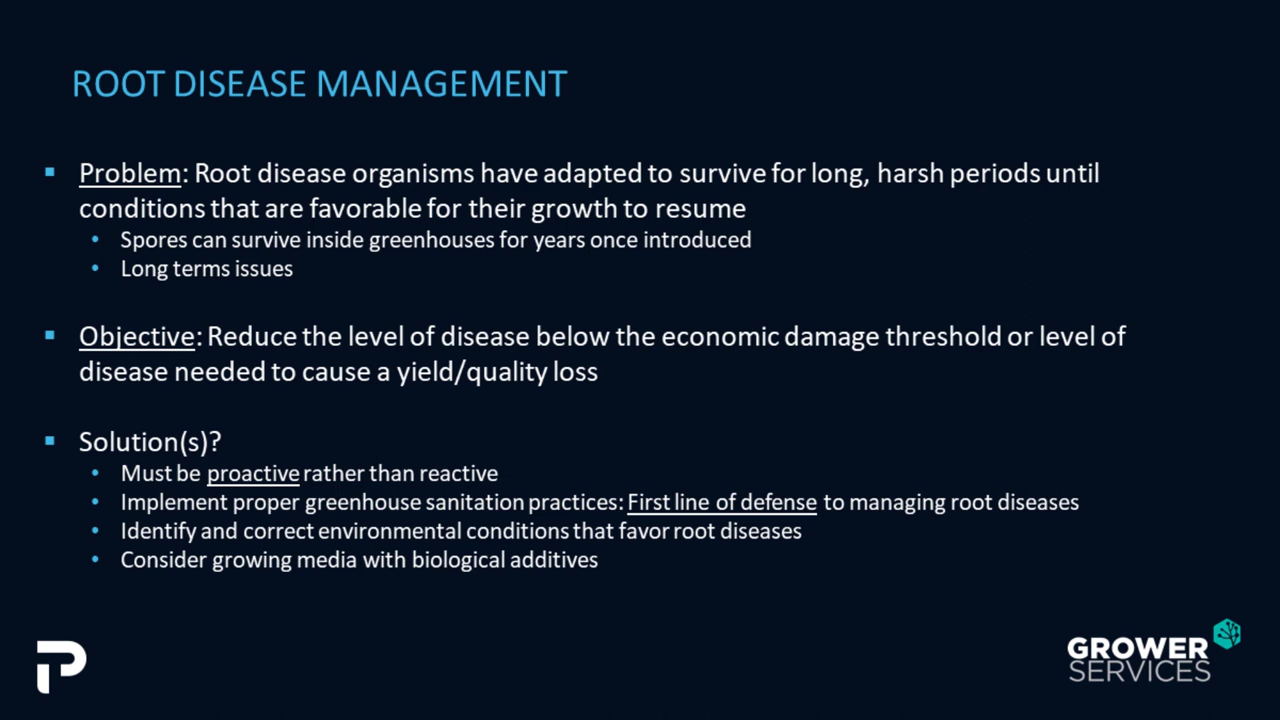 ROOT DISEASE MANAGEMENT
▪ Problem: Root disease organisms have adapted to survive for long, harsh periods until
conditions that are favorable for their growth to resume
• Spores can survive inside greenhouses for years once introduced
• Long terms issues
▪ Objective: Reduce the level of disease below the economic damage threshold or level of
disease needed to cause a yield/quality loss
▪ Solution(s)?
• Must be proactive rather than reactive
• Implement proper greenhouse sanitation practices: First line of defense to managing root diseases
• Identify and correct environmental conditions that favor root diseases
• Consider growing media with biological additives
P
GROWER
SERVICES